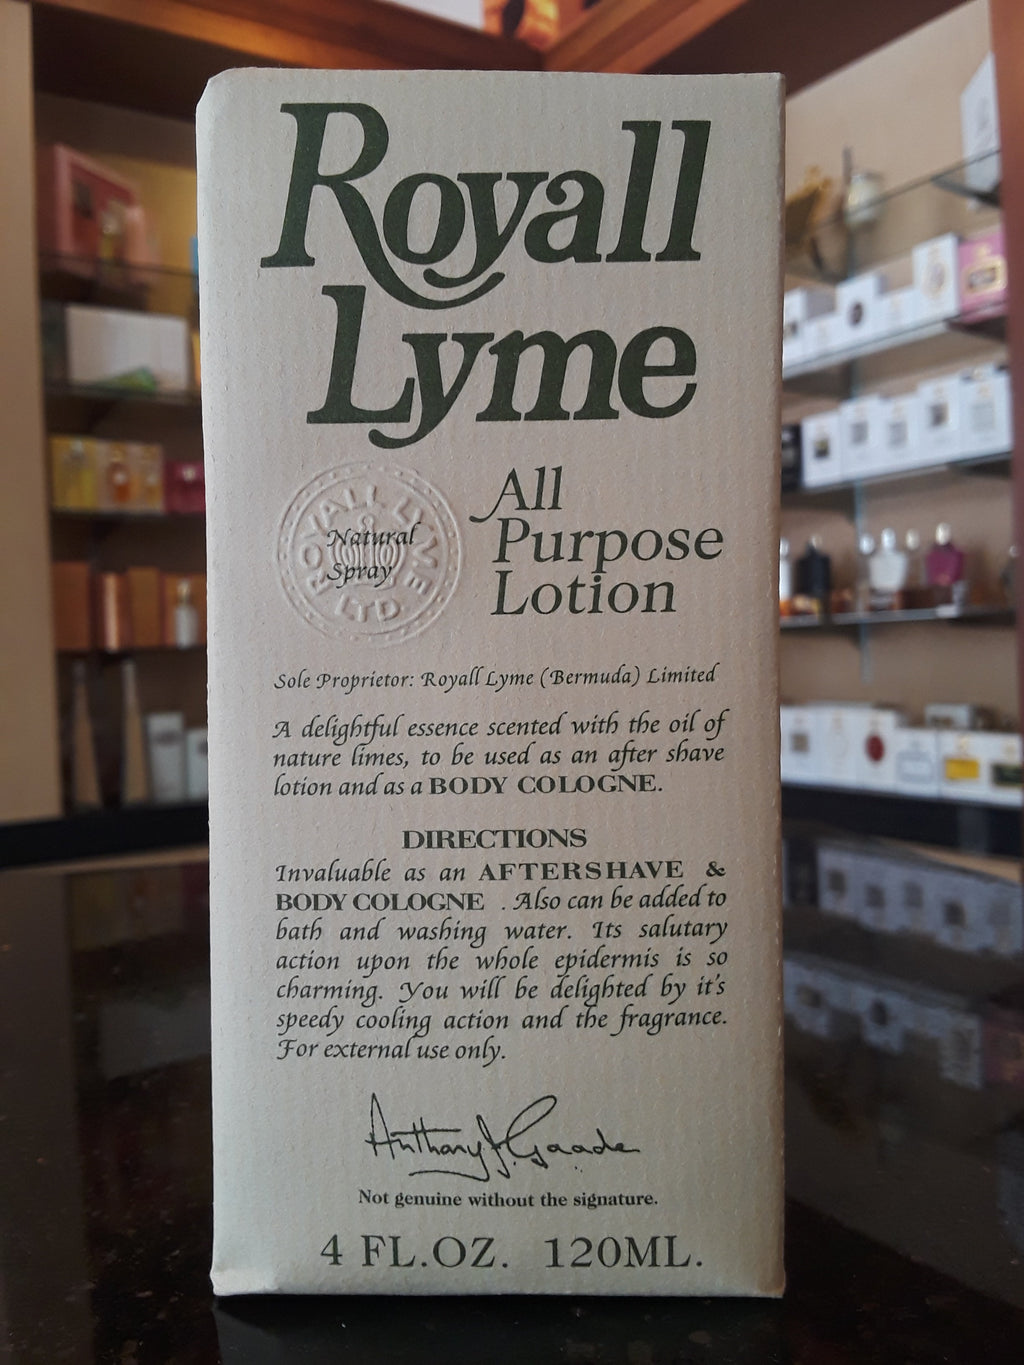 Royall
Lyme
ROYALL LYME
LTD
Natural
Spray
All
Purpose
Lotion
Sole Proprietor: Royall Lyme (Bermuda) Limited
A delightful essence scented with the oil of
nature limes, to be used as an after shave
lotion and as a BODY COLOGNE.
DIRECTIONS
Invaluable as an AFTERSHAVE &
BODY COLOGNE . Also can be added to
bath and washing water. Its salutary
action upon the whole epidermis is so
charming. You will be delighted by it's
speedy cooling action and the fragrance.
For external use only.
Anthony J. Gaade
Not genuine without the signature.
4 FL.OZ. 120ML.